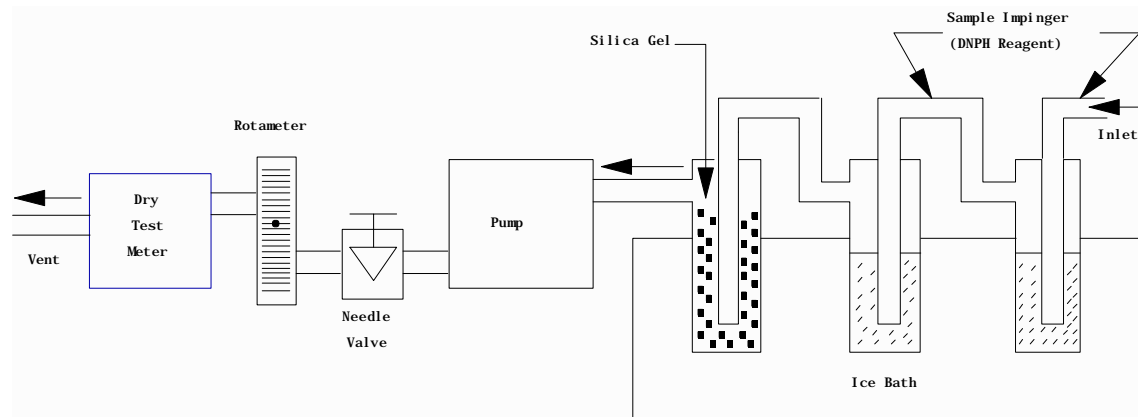 Sample Impinger
(DNPH Reagent)
Silica Gel
Inlet
Rotameter
Dry
Test
Meter
Pump
Vent
Needle
Valve
Ice Bath